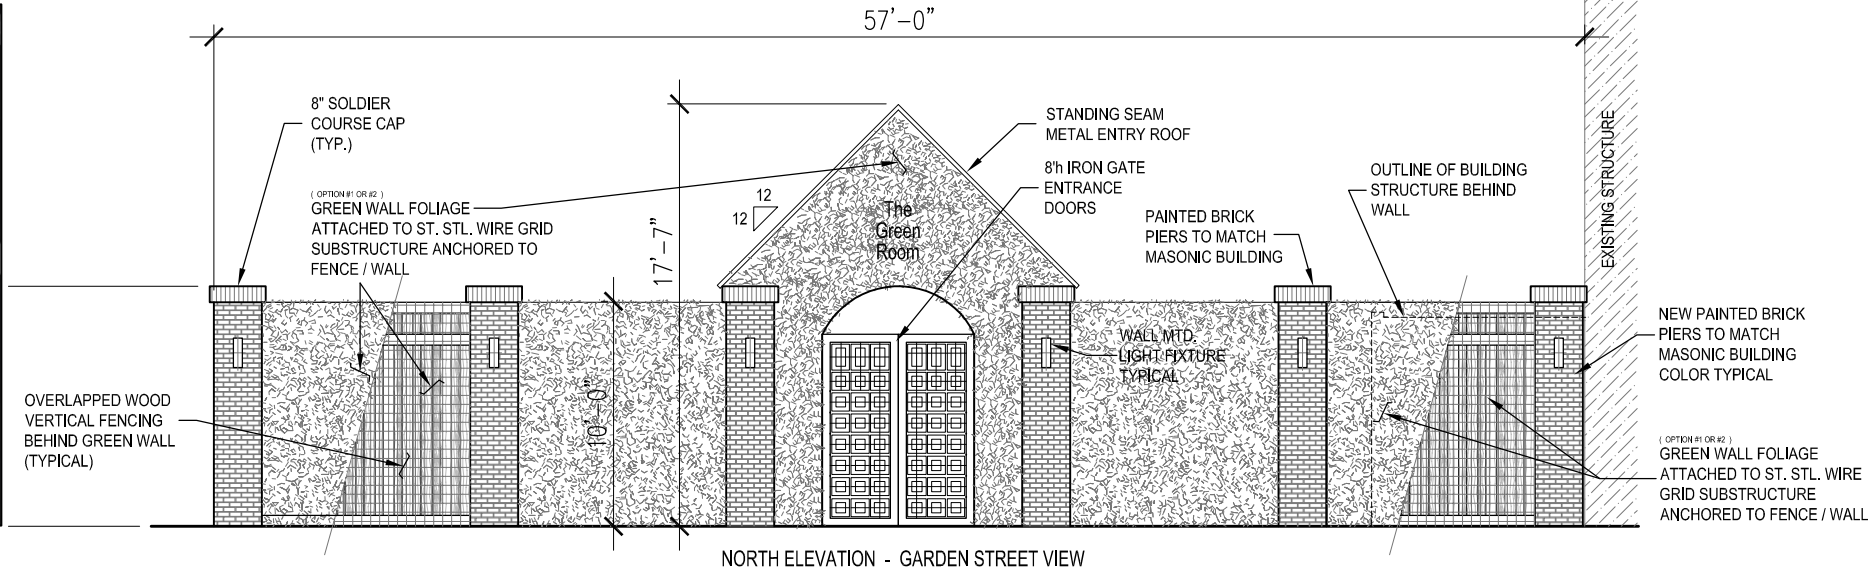 57'-0"
8" SOLDIER
COURSE CAP
(TYP.)
( OPTION #1 OR #2 )
GREEN WALL FOLIAGE
ATTACHED TO ST. STL. WIRE GRID
SUBSTRUCTURE ANCHORED TO
FENCE / WALL
OVERLAPPED WOOD
VERTICAL FENCING
BEHIND GREEN WALL
(TYPICAL)
10'-0"
17'-7"
12
12
The
Green
Room
STANDING SEAM
METAL ENTRY ROOF
8'h IRON GATE
ENTRANCE
DOORS
WALL MTD.
LIGHT FIXTURE
TYPICAL
PAINTED BRICK
PIERS TO MATCH
MASONIC BUILDING
OUTLINE OF BUILDING
STRUCTURE BEHIND
WALL
EXISTING STRUCTURE
NEW PAINTED BRICK
PIERS TO MATCH
MASONIC BUILDING
COLOR TYPICAL
( OPTION #1 OR #2 )
GREEN WALL FOLIAGE
ATTACHED TO ST. STL. WIRE
GRID SUBSTRUCTURE
ANCHORED TO FENCE / WALL
NORTH ELEVATION - GARDEN STREET VIEW